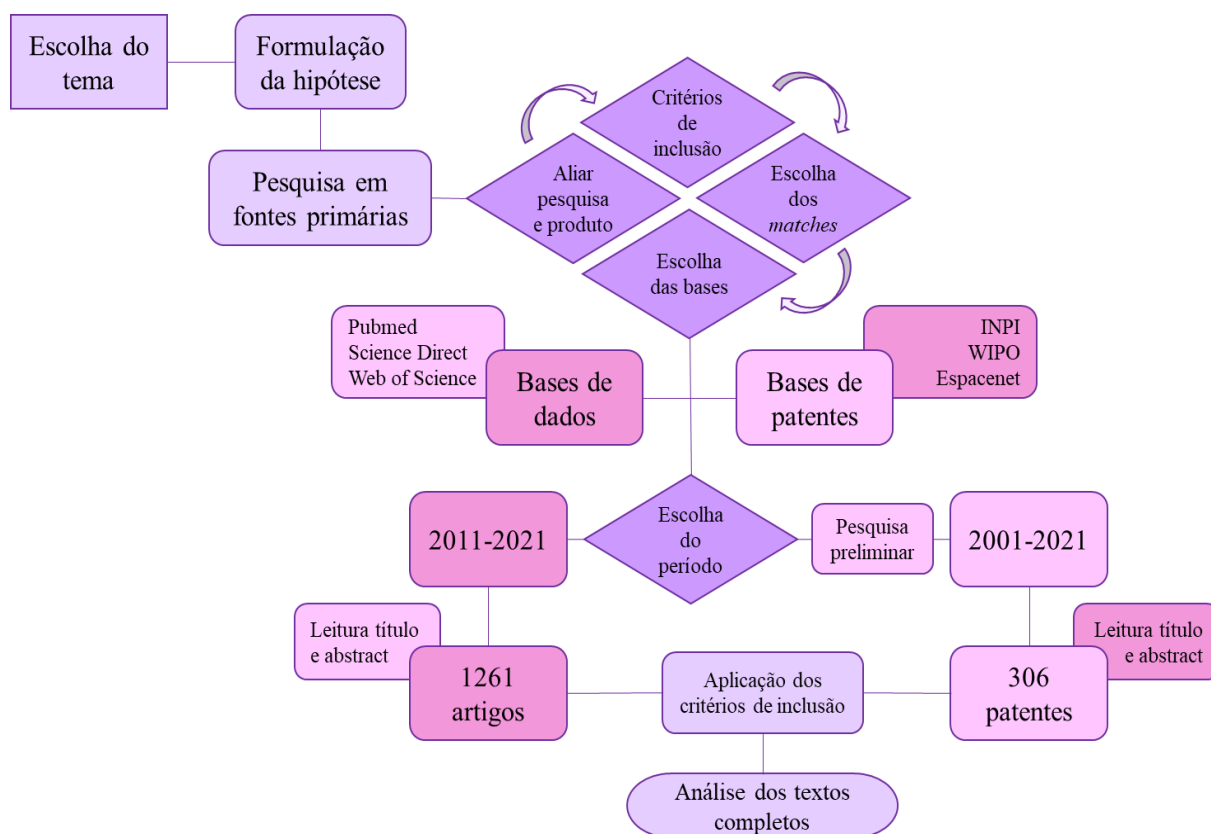 Escolha do
tema
Formulação
da hipótese
Pesquisa em
fontes primárias
Aliar
pesquisa
e produto
Critérios
de
inclusão
Escolha
dos
matches
Escolha
das bases
Pubmed
Science Direct
Web of Science
Bases de
dados
Bases de
patentes
INPI
WIPO
Espacenet
2011-2021
Escolha
do
período
Pesquisa
preliminar
2001-2021
Leitura título
e abstract
1261
artigos
Aplicação dos
critérios de inclusão
306
patentes
Leitura título
e abstract
Análise dos textos
completos